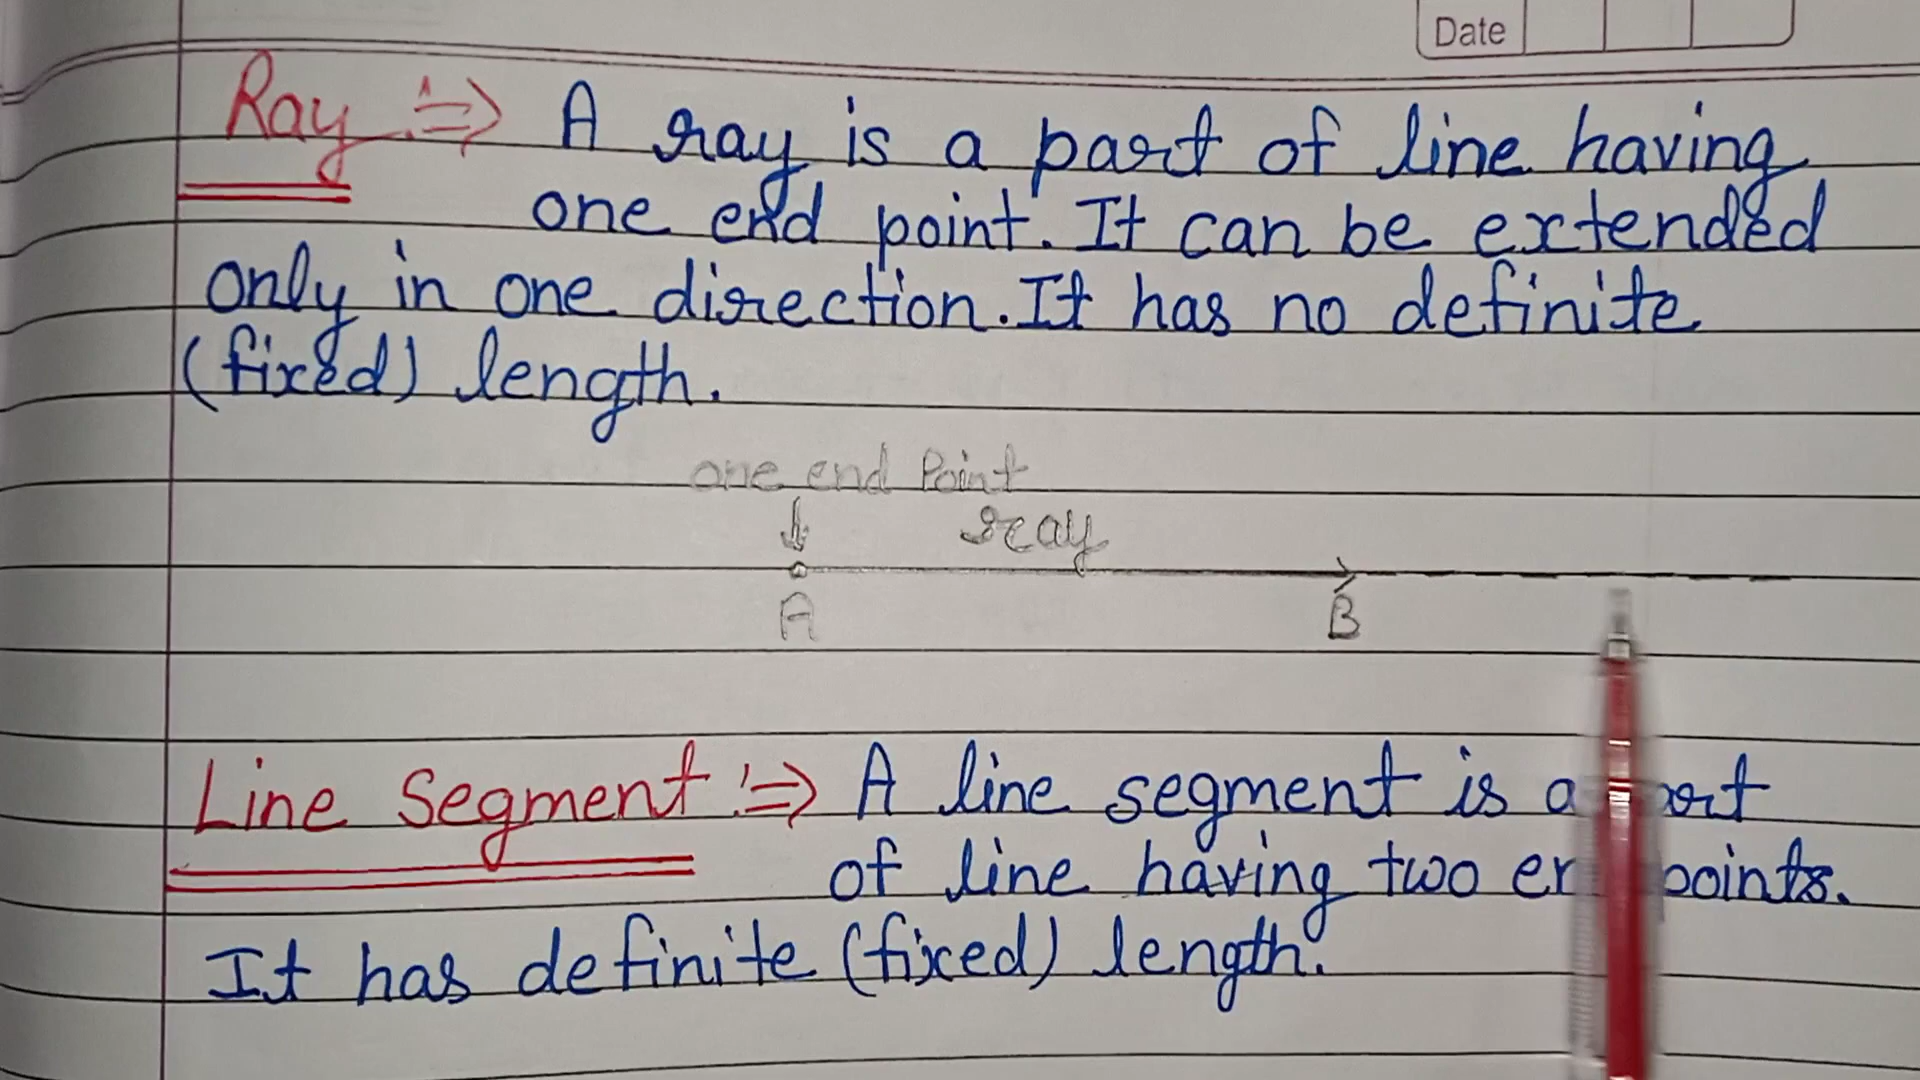 Date
Ray :⇒ A ray is a part of line having
one end point. It can be extended
only in one direction. It has no definite
(fixed) length.
one end Point
ray
A B
Line Segment :⇒ A line segment is a
of line having two points.
It has definite (fixed) length.